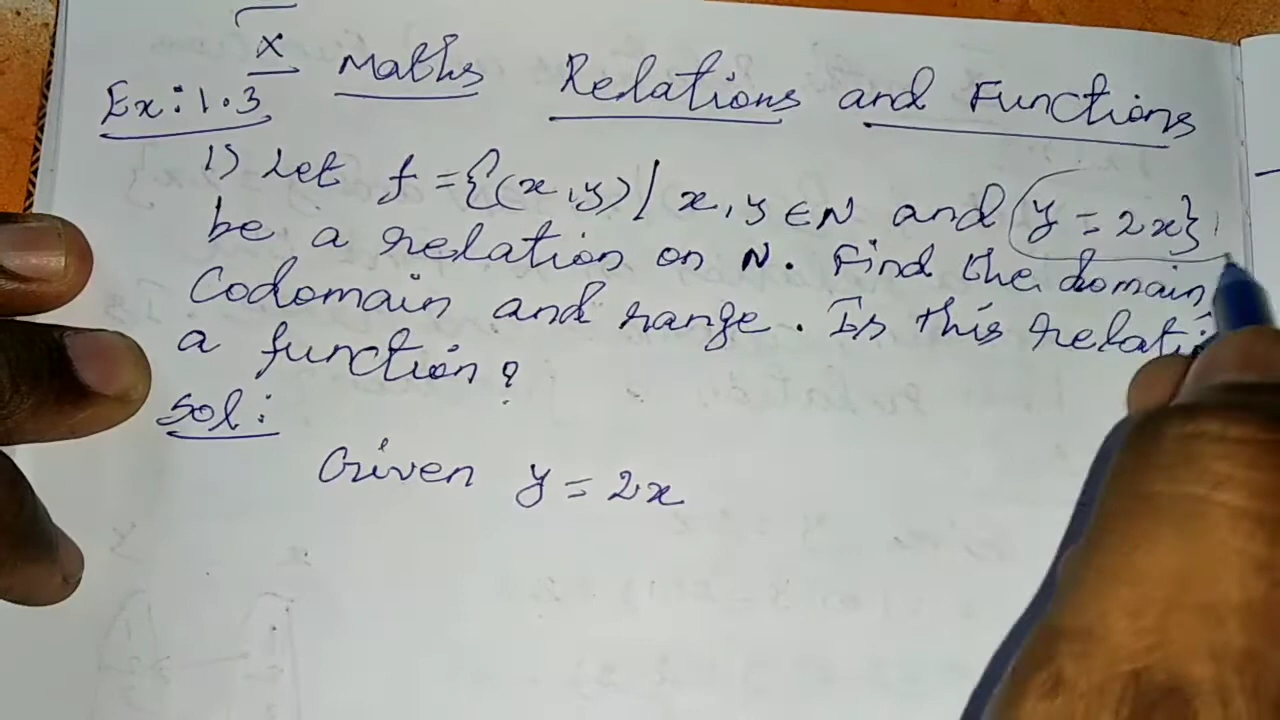 X Maths Relations and Functions
Ex: 1.3
1) Let f = {(x, y) / x, y ∈ N and y = 2x}
be a relation on N. Find the domain
Codomain and range. Is this relati
a function?
Sol:
Given y = 2x